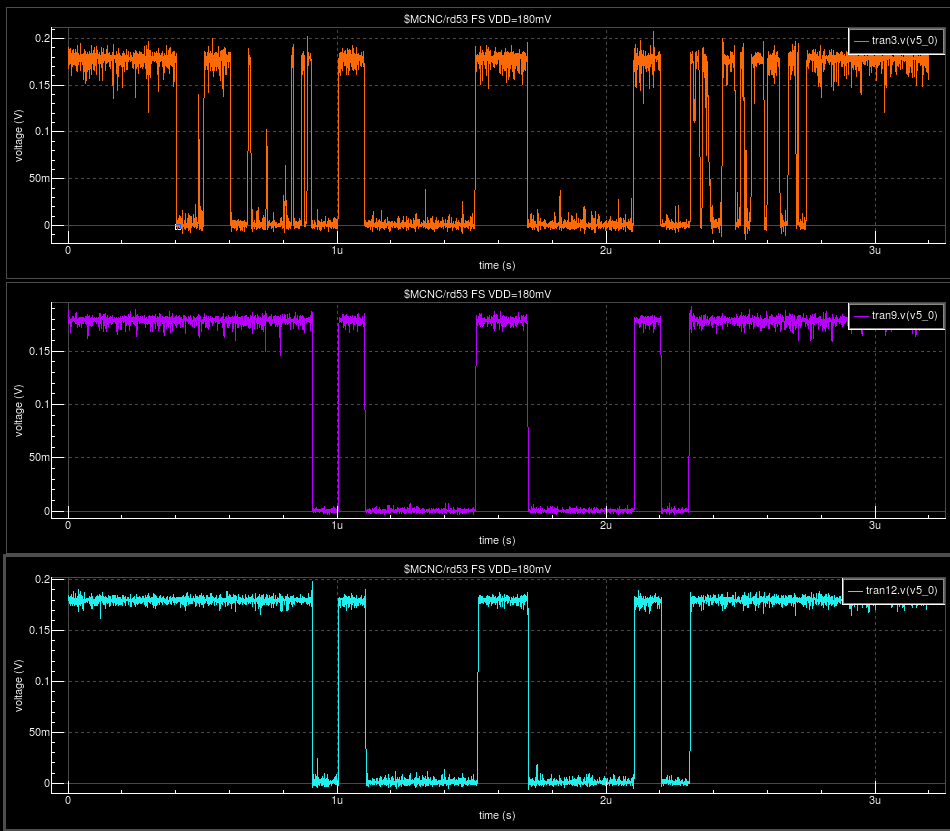 $MCNC/rd53 FS VDD=180mV
tran3.v(v5_0)
0.2
0.15
0.1
50m
0
voltage (V)
0 1u 2u 3u
time (s)
$MCNC/rd53 FS VDD=180mV
tran9.v(v5_0)
0.15
0.1
50m
0
voltage (V)
0 1u 2u 3u
time (s)
$MCNC/rd53 FS VDD=180mV
tran12.v(v5_0)
0.2
0.15
0.1
50m
0
voltage (V)
0 1u 2u 3u
time (s)